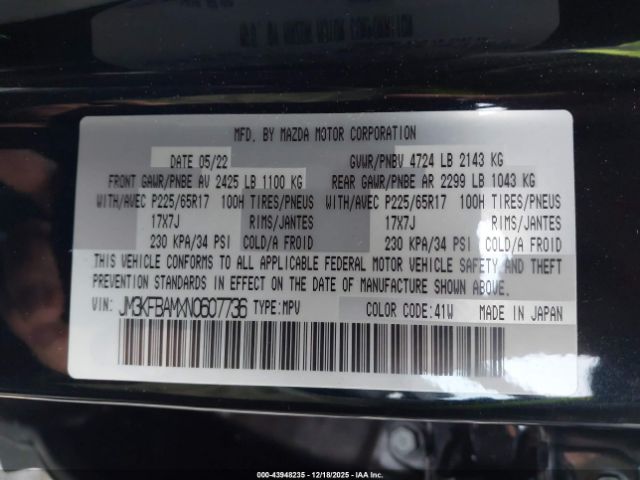 MFD. BY MAZDA MOTOR CORPORATION
DATE 05/22 GVWR/PNBV 4724 LB 2143 KG
FRONT GAWR/PNBE AV 2425 LB 1100 KG REAR GAWR/PNBE AR 2299 LB 1043 KG
WITH/AVEC P225/65R17 100H TIRES/PNEUS WITH/AVEC P225/65R17 100H TIRES/PNEUS
17X7J RIMS/JANTES 17X7J RIMS/JANTES
230 KPA/34 PSI COLD/A FROID 230 KPA/34 PSI COLD/A FROID
THIS VEHICLE CONFORMS TO ALL APPLICABLE FEDERAL MOTOR VEHICLE SAFETY AND THEFT
PREVENTION STANDARDS IN EFFECT ON THE DATE OF MANUFACTURE SHOWN ABOVE.
VIN: JM3KFBAMXN0607736 TYPE: MPV COLOR CODE: 41W MADE IN JAPAN
000-43948235 - 12/18/2025 - IAA Inc.